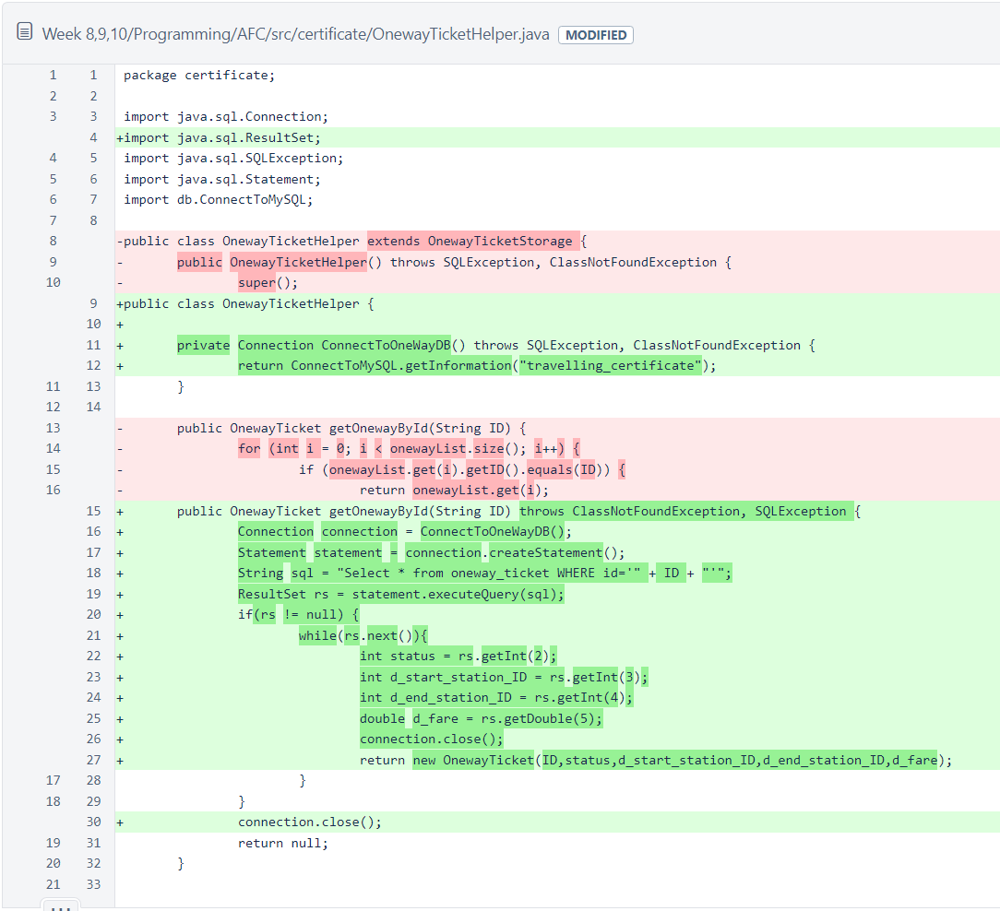 Week 8,9,10/Programming/AFC/src/certificate/OnewayTicketHelper.java MODIFIED
1 1 package certificate;
2 2
3 3 import java.sql.Connection;
4 +import java.sql.ResultSet;
4 5 import java.sql.SQLException;
5 6 import java.sql.Statement;
6 7 import db.ConnectToMySQL;
7 8
8 -public class OnewayTicketHelper extends OnewayTicketStorage {
9 - public OnewayTicketHelper() throws SQLException, ClassNotFoundException {
10 - super();
9 +public class OnewayTicketHelper {
10 +
11 + private Connection ConnectToOneWayDB() throws SQLException, ClassNotFoundException {
12 + return ConnectToMySQL.getInformation("travelling_certificate");
11 13 }
12 14
13 - public OnewayTicket getOnewayById(String ID) {
14 - for (int i = 0; i < onewayList.size(); i++) {
15 - if (onewayList.get(i).getID().equals(ID)) {
16 - return onewayList.get(i);
15 + public OnewayTicket getOnewayById(String ID) throws ClassNotFoundException, SQLException {
16 + Connection connection = ConnectToOneWayDB();
17 + Statement statement = connection.createStatement();
18 + String sql = "Select * from oneway_ticket WHERE id='" + ID + "'";
19 + ResultSet rs = statement.executeQuery(sql);
20 + if(rs != null) {
21 + while(rs.next()){
22 + int status = rs.getInt(2);
23 + int d_start_station_ID = rs.getInt(3);
24 + int d_end_station_ID = rs.getInt(4);
25 + double d_fare = rs.getDouble(5);
26 + connection.close();
27 + return new OnewayTicket(ID,status,d_start_station_ID,d_end_station_ID,d_fare);
17 28 }
18 29 }
30 + connection.close();
19 31 return null;
20 32 }
21 33
...